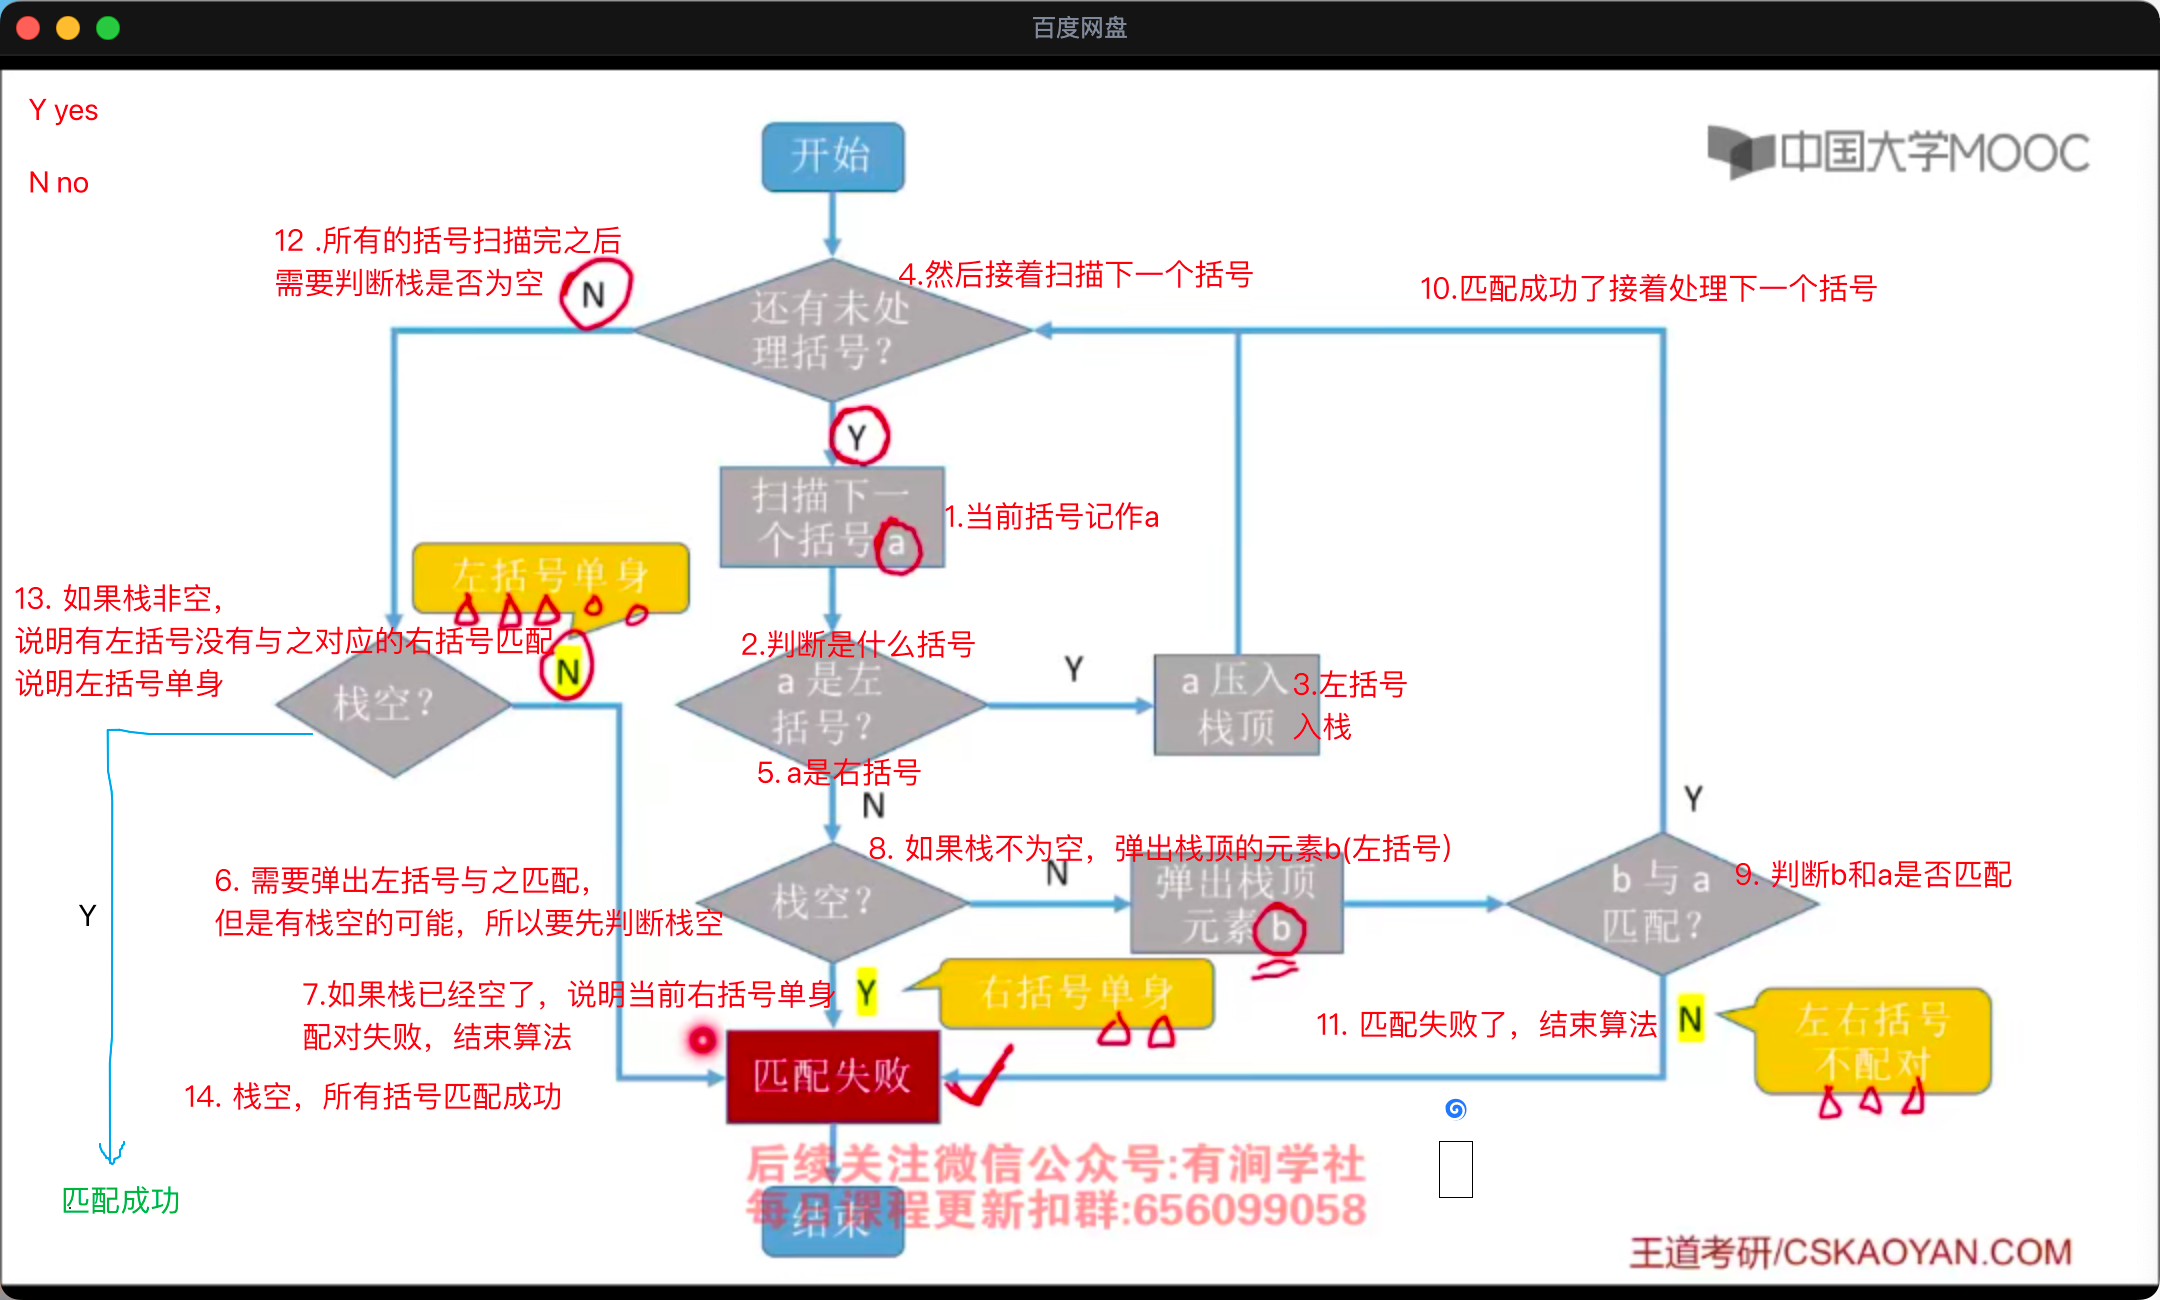 百度网盘
Y yes
N no
中国大学MOOC
开始
12 .所有的括号扫描完之后
需要判断栈是否为空
N
4.然后接着扫描下一个括号
10.匹配成功了接着处理下一个括号
还有未处
理括号?
Y
扫描下一
个括号 a
1.当前括号记作a
左括号单身
13. 如果栈非空，
说明有左括号没有与之对应的右括号匹配
说明左括号单身
N
栈空?
2.判断是什么括号
a 是左
括号?
Y
a 压入
栈顶
3.左括号
入栈
5. a是右括号
N
Y
Y
6. 需要弹出左括号与之匹配，
但是有栈空的可能，所以要先判断栈空
栈空?
8. 如果栈不为空，弹出栈顶的元素b(左括号)
N
弹出栈顶
元素 b
b 与 a
匹配?
9. 判断b和a是否匹配
7.如果栈已经空了，说明当前右括号单身
配对失败，结束算法
Y
右括号单身
11. 匹配失败了，结束算法
N
左右括号
不配对
14. 栈空，所有括号匹配成功
匹配失败
匹配成功
后续关注微信公众号:有涧学社
每日课程更新扣群:656099058
结束
王道考研/CSKAOYAN.COM